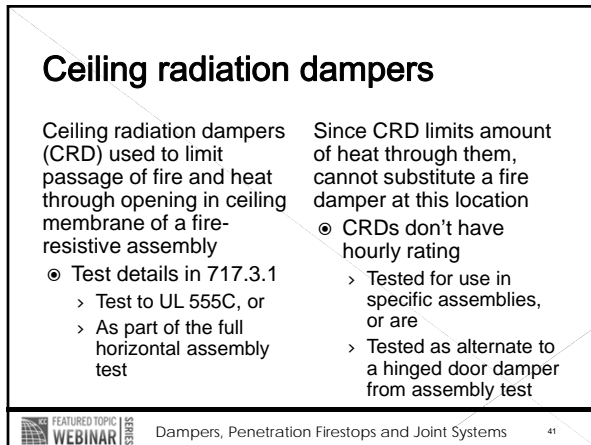 Ceiling radiation dampers
Ceiling radiation dampers
(CRD) used to limit
passage of fire and heat
through opening in ceiling
membrane of a fire-
resistive assembly
Test details in 717.3.1
› Test to UL 555C, or
› As part of the full
horizontal assembly
test
Since CRD limits amount
of heat through them,
cannot substitute a fire
damper at this location
CRDs don't have
hourly rating
› Tested for use in
specific assemblies,
or are
› Tested as alternate to
a hinged door damper
from assembly test
FEATURED TOPIC
WEBINAR
SERIES
Dampers, Penetration Firestops and Joint Systems
41